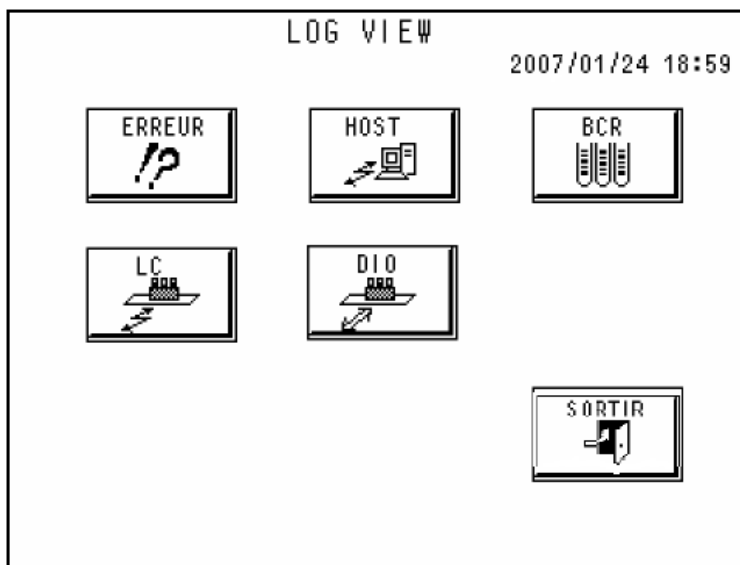 LOG VIEW
2007/01/24 18:59
ERREUR
HOST
BCR
LC
DIO
SORTIR